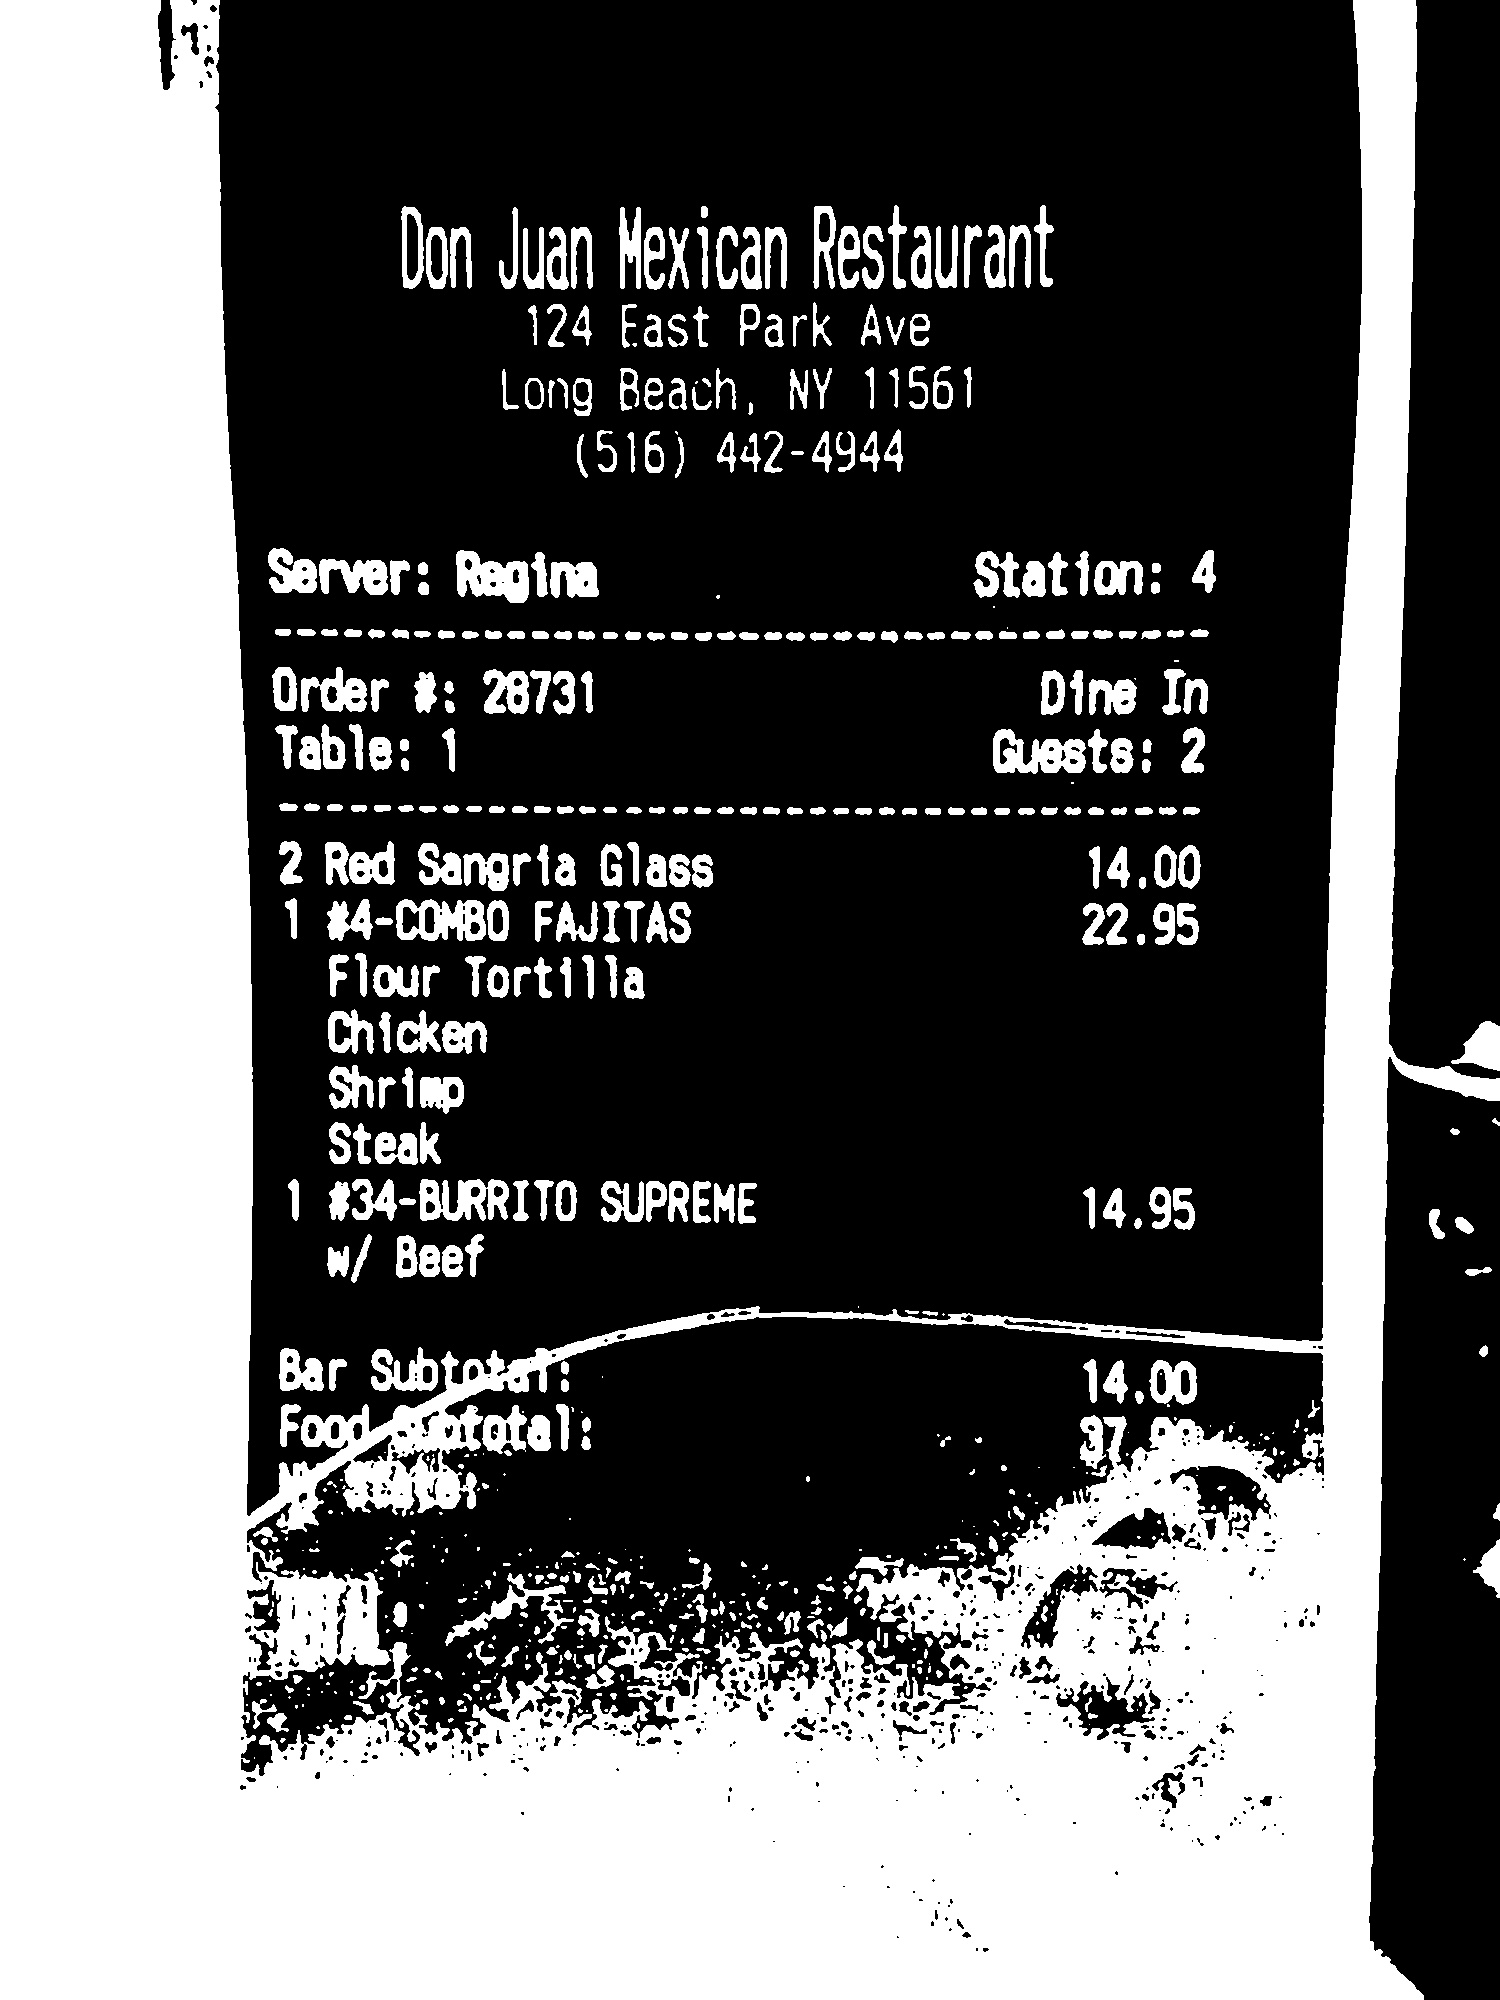 Don Juan Mexican Restaurant
124 East Park Ave
Long Beach, NY 11561
(516) 442-4944
Server: Regina Station: 4
Order #: 28731 Dine In
Table: 1 Guests: 2
2 Red Sangria Glass 14.00
1 #4-COMBO FAJITAS 22.95
Flour Tortilla
Chicken
Shrimp
Steak
1 #34-BURRITO SUPREME 14.95
w/ Beef
Bar Subtotal: 14.00
Food Subtotal: 37.90